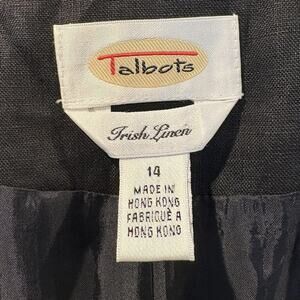 Talbots
Irish Linen
14
MADE IN
HONG KONG
FABRIQUÉ À
HONG KONG